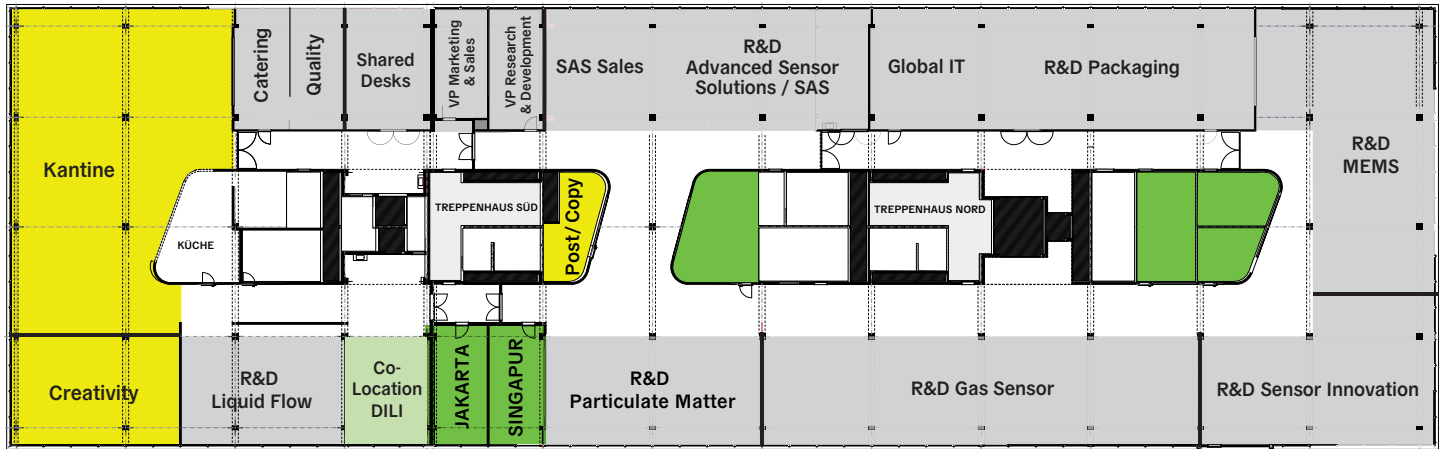 Catering
Quality
Shared
Desks
VP Marketing
& Sales
VP Research
& Development
SAS Sales
R&D
Advanced Sensor
Solutions / SAS
Global IT
R&D Packaging
Kantine
R&D
MEMS
KÜCHE
TREPPENHAUS SÜD
Post/Copy
TREPPENHAUS NORD
Creativity
R&D
Liquid Flow
Co-
Location
DILI
JAKARTA
SINGAPUR
R&D
Particulate Matter
R&D Gas Sensor
R&D Sensor Innovation